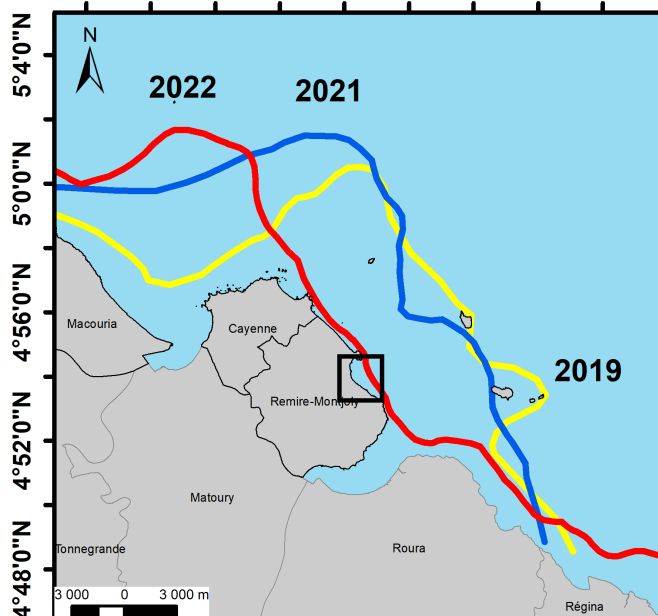 5°4'0"N
5°0'0"N
4°56'0"N
4°52'0"N
4°48'0"N
N
2022
2021
2019
Macouria
Cayenne
Remire-Montjoly
Matoury
Tonnegrande
Roura
Régina
3 000 0 3 000 m